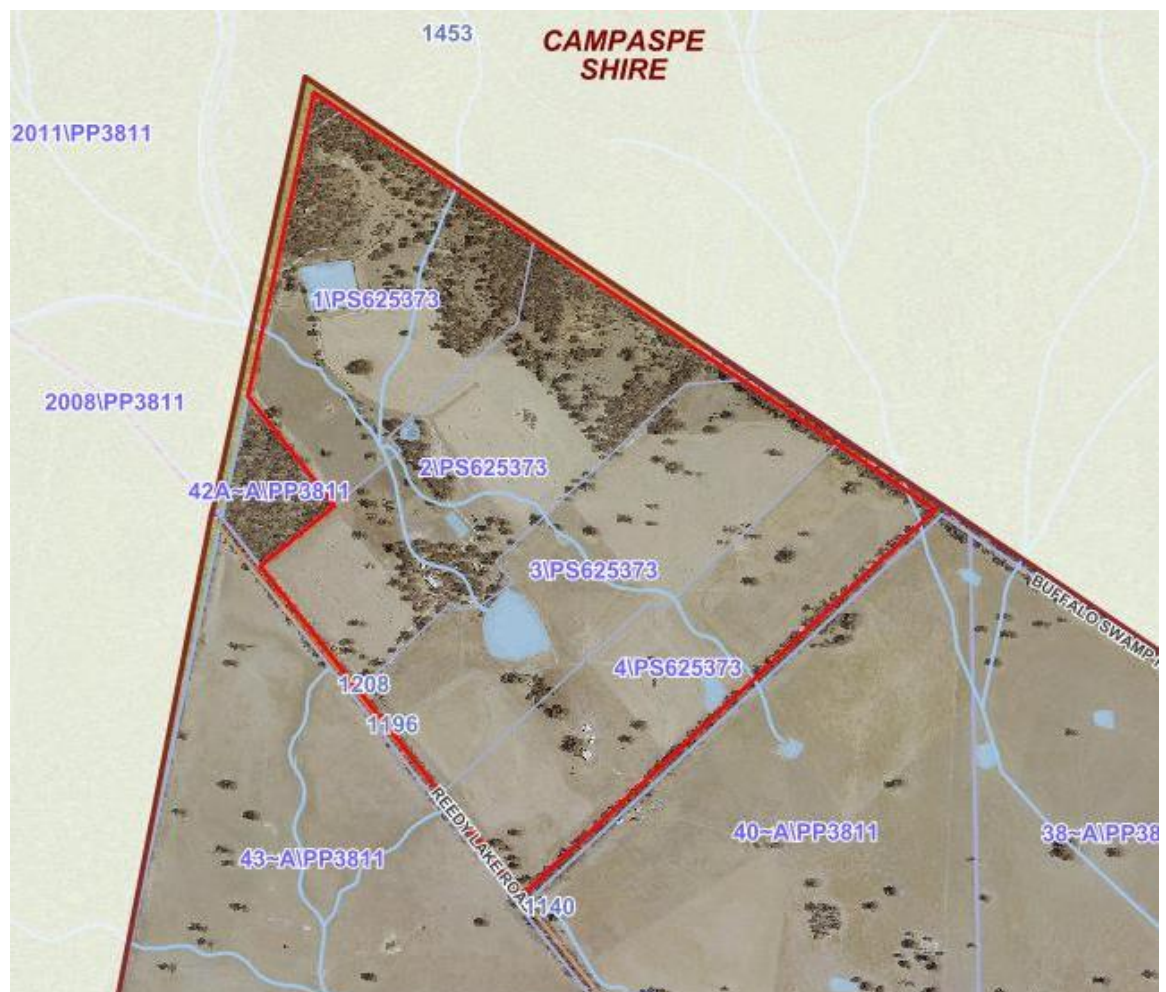 1453
CAMPASPE
SHIRE
2011\PP3811
1\PS625373
2008\PP3811
2\PS625373
42A~A\PP3811
3\PS625373
BUFFALO SWAMP
4\PS625373
1208
1196
REEDY LAKE ROA
40~A\PP3811
38~A\PP38
43~A\PP3811
1140